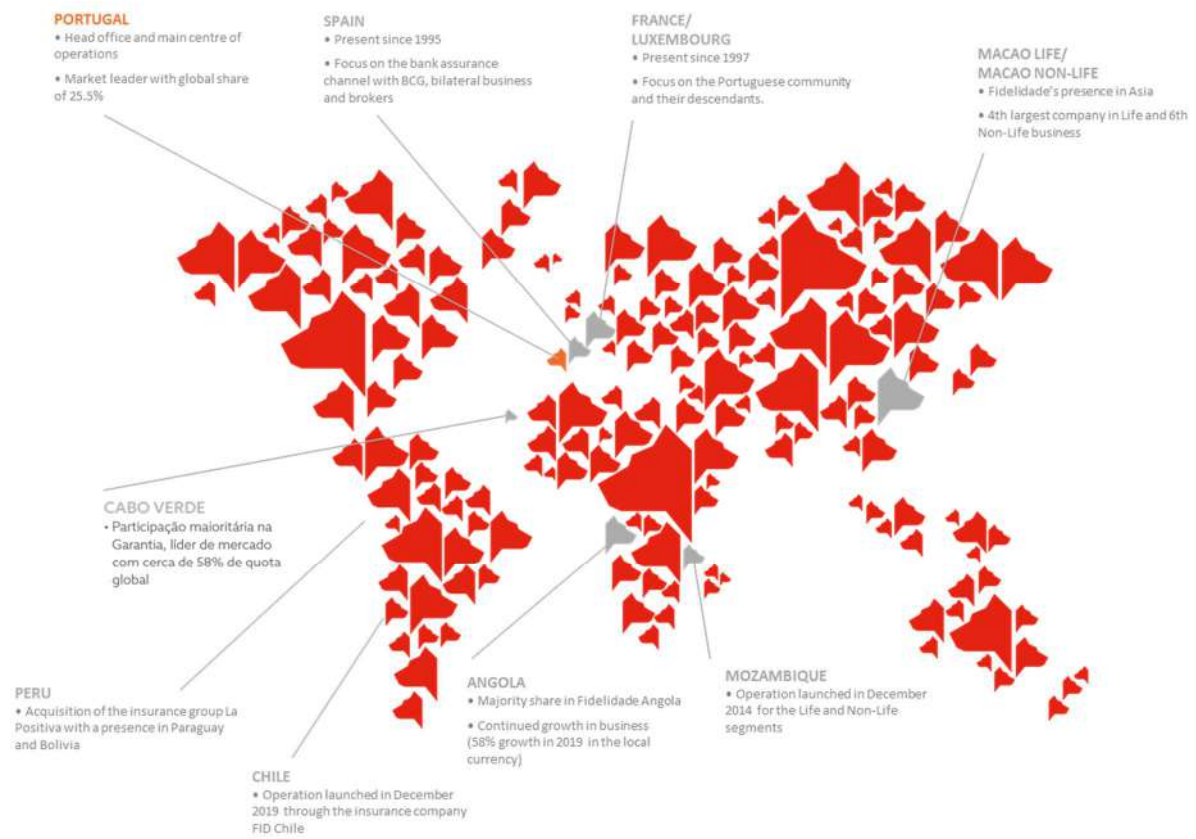 PORTUGAL
• Head office and main centre of
operations
• Market leader with global share
of 25.5%
SPAIN
• Present since 1995
• Focus on the bank assurance
channel with BCG, bilateral business
and brokers
FRANCE/
LUXEMBOURG
• Present since 1997
• Focus on the Portuguese community
and their descendants.
MACAO LIFE/
MACAO NON-LIFE
• Fidelidade's presence in Asia
• 4th largest company in Life and 6th
Non-Life business
CABO VERDE
• Participação maioritária na
Garantia, líder de mercado
com cerca de 58% de quota
global
PERU
• Acquisition of the insurance group La
Positiva with a presence in Paraguay
and Bolivia
CHILE
• Operation launched in December
2019 through the insurance company
FID Chile
ANGOLA
• Majority share in Fidelidade Angola
• Continued growth in business
(58% growth in 2019 in the local
currency)
MOZAMBIQUE
• Operation launched in December
2014 for the Life and Non-Life
segments